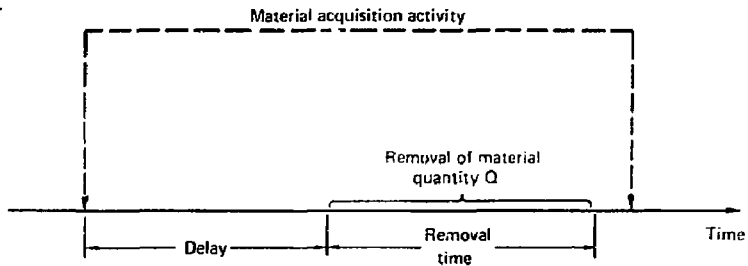 Material acquisition activity
Removal of material
quantity Q
Time
Delay
Removal
time